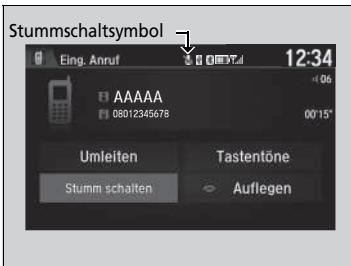 Stummschaltsymbol
Eing. Anruf 12:34
06
AAAAA
08012345678 00'15"
Umleiten Tastentöne
Stumm schalten Auflegen